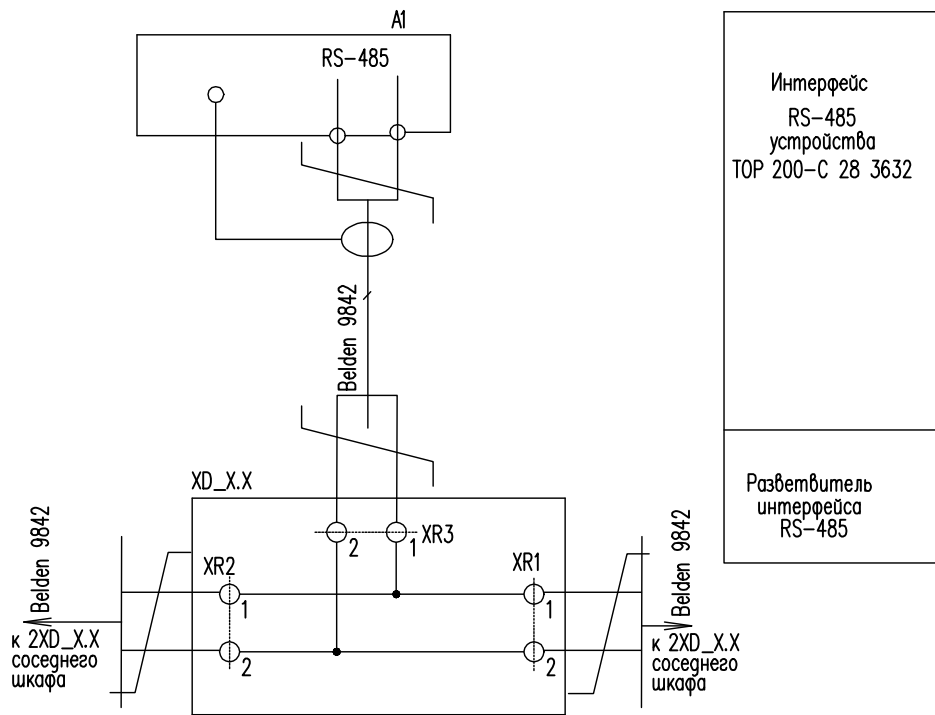 A1
RS-485
Интерфейс
RS-485
устройства
ТОР 200-С 28 3632
Belden 9842
XD_X.X
2
1
XR3
Разветвитель
интерфейса
RS-485
Belden 9842
XR2
1
2
XR1
1
2
Belden 9842
к 2XD_X.X
соседнего
шкафа
к 2XD_X.X
соседнего
шкафа